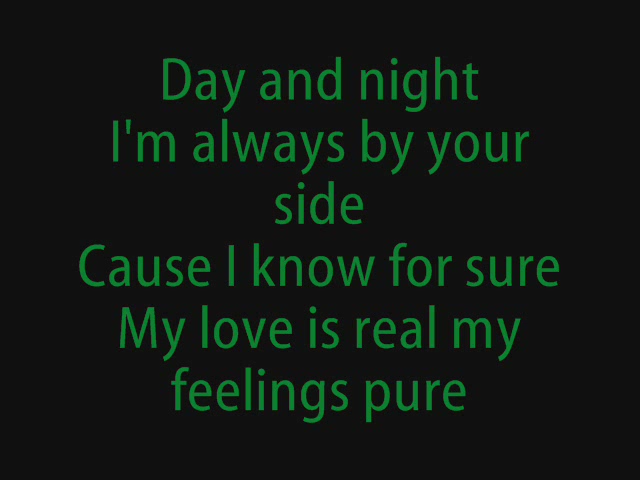 Day and night
I'm always by your
side
Cause I know for sure
My love is real my
feelings pure